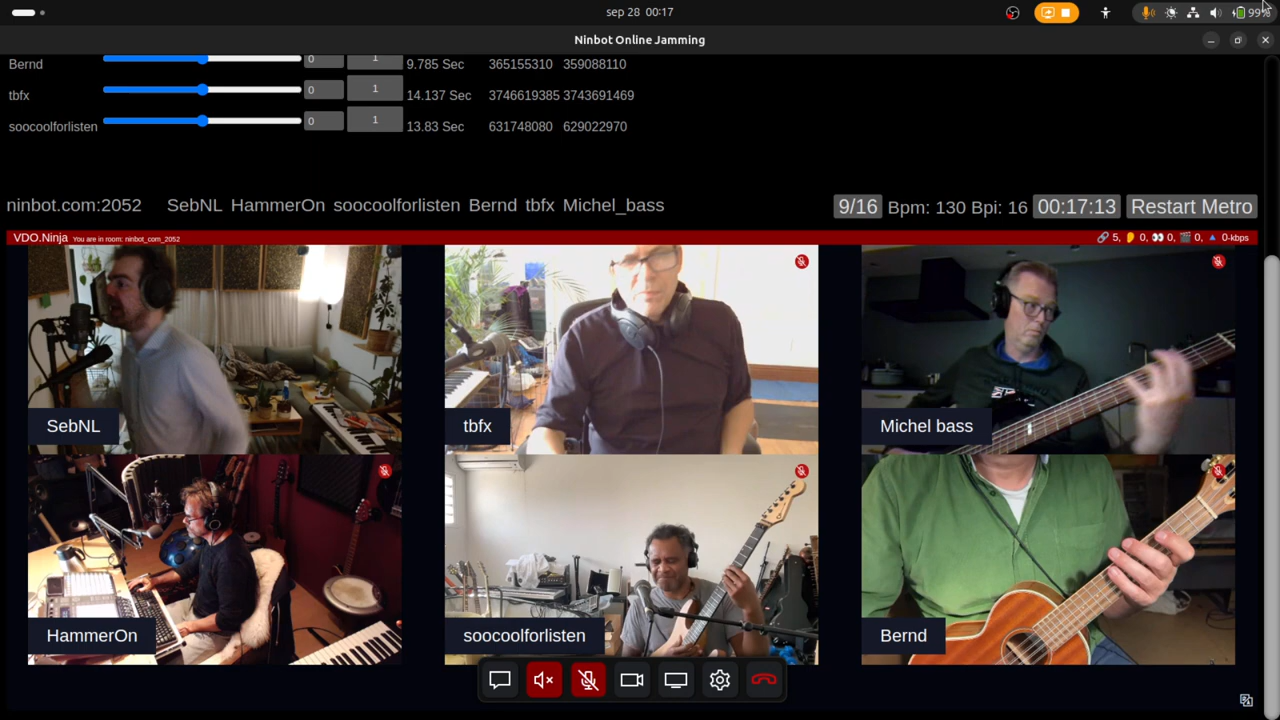 sep 28 00:17
99%
Ninbot Online Jamming
Bernd 0 1 9.785 Sec 365155310 359088110
tbfx 0 1 14.137 Sec 3746619385 3743691469
soocoolforlisten 0 1 13.83 Sec 631748080 629022970
ninbot.com:2052 SebNL HammerOn soocoolforlisten Bernd tbfx Michel_bass 9/16 Bpm: 130 Bpi: 16 00:17:13 Restart Metro
VDO.Ninja You are in room: ninbot_com_2052 5, 0, 0, 0, 0-kbps
SebNL
tbfx
Michel bass
HammerOn
soocoolforlisten
Bernd